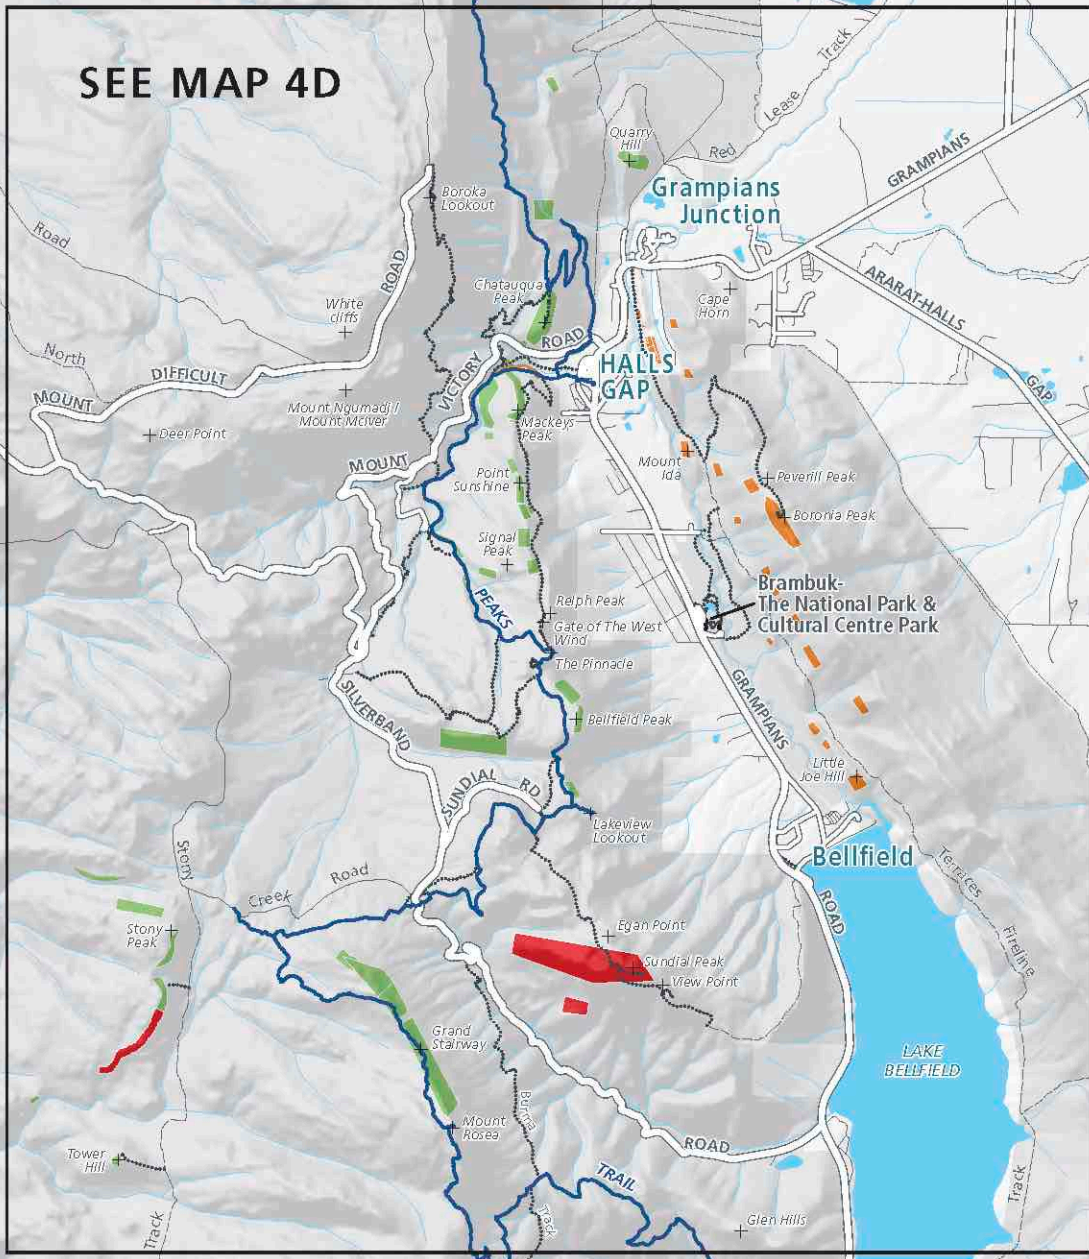 SEE MAP 4D
Quarry
Hill
Red
Lease
Track
GRAMPIANS
Grampians
Junction
Boroka
Lookout
Road
ROAD
Chatauqua
Peak
White
cliffs
Cape
Horn
ARARAT-HALLS
GAP
ROAD
North
HALLS
GAP
VICTORY
DIFFICULT
MOUNT
Mount Ngumadj /
Mount McIver
Deer Point
Mackeys
Peak
MOUNT
Point
Sunshine
Mount
Ida
Peverill Peak
Boronia Peak
Signal
Peak
PEAKS
Relph Peak
Gate of The West
Wind
Brambuk-
The National Park &
Cultural Centre Park
The Pinnacle
SILVERBAND
Bellfield Peak
GRAMPIANS
SUNDIAL
RD
Little
Joe Hill
Lakeview
Lookout
Bellfield
Stony
Creek
Road
Terraces
ROAD
Stony
Peak
Egan Point
Sundial Peak
View Point
Fireline
Grand
Stairway
LAKE
BELLFIELD
Burma
Mount
Rosea
ROAD
Tower
Hill
TRAIL
Track
Track
Track
Glen Hills